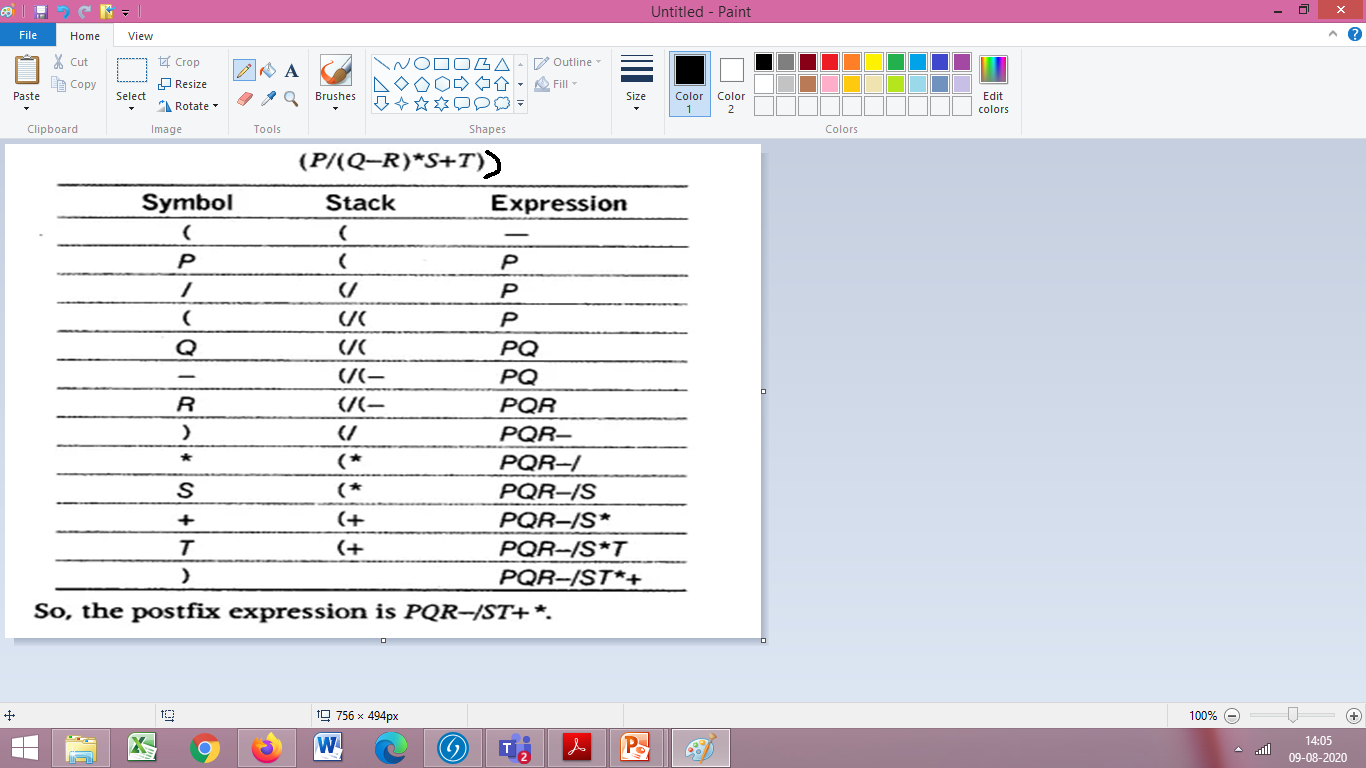 Untitled - Paint
File Home View
Paste Cut Copy Clipboard
Select Crop Resize Rotate Image
Tools
Brushes
Outline Fill Shapes
Size
Color 1 Color 2 Edit colors Colors
(P/(Q–R)*S+T))
Symbol Stack Expression
( ( —
P ( P
/ (/ P
( (/( P
Q (/( PQ
– (/(– PQ
R (/(– PQR
) (/ PQR–
* (* PQR–/
S (* PQR–/S
+ (+ PQR–/S*
T (+ PQR–/S*T
) PQR–/ST*+
So, the postfix expression is PQR–/ST+*.
756 × 494px 100%
2
14:05
09-08-2020